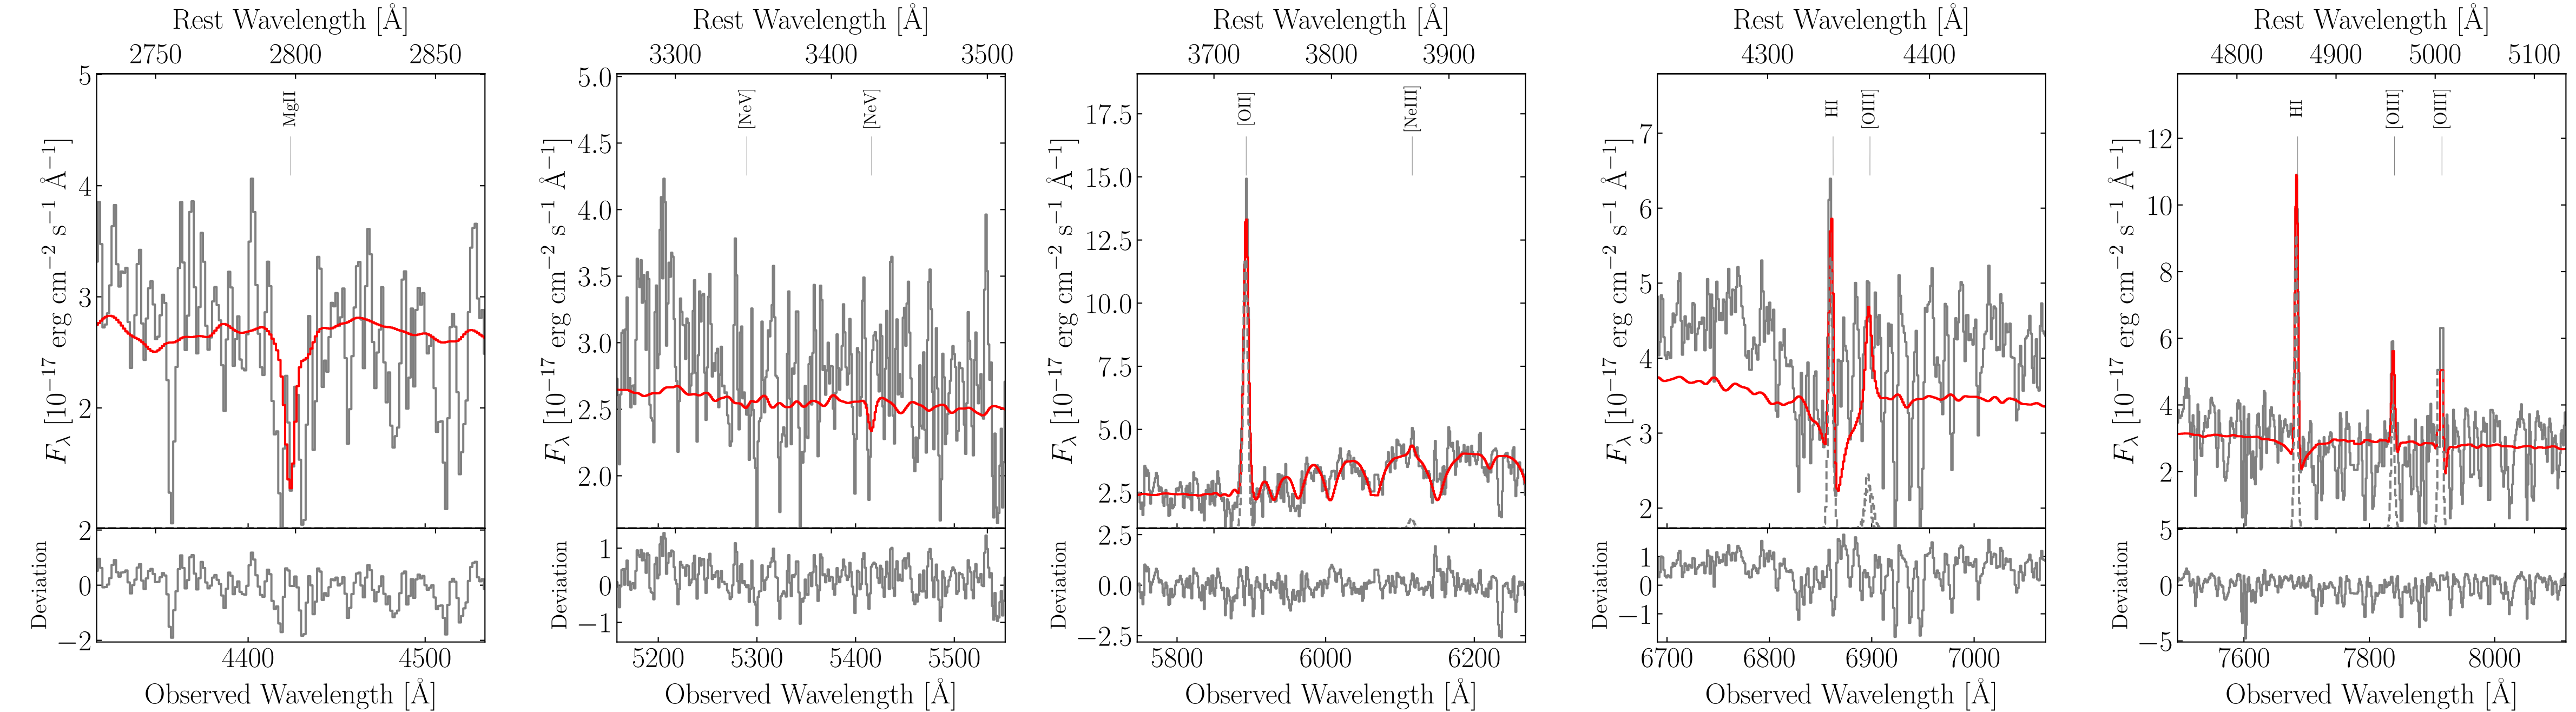 Rest Wavelength [Å]
2750 2800 2850
MgII
5
4
3
2
F_λ [10^−17 erg cm^−2 s^−1 Å^−1]
2
0
−2
Deviation
4400 4500
Observed Wavelength [Å]
Rest Wavelength [Å]
3300 3400 3500
[NeV] [NeV]
5.0
4.5
4.0
3.5
3.0
2.5
2.0
F_λ [10^−17 erg cm^−2 s^−1 Å^−1]
1
0
−1
Deviation
5200 5300 5400 5500
Observed Wavelength [Å]
Rest Wavelength [Å]
3700 3800 3900
[OII] [NeIII]
17.5
15.0
12.5
10.0
7.5
5.0
2.5
F_λ [10^−17 erg cm^−2 s^−1 Å^−1]
2.5
0.0
−2.5
Deviation
5800 6000 6200
Observed Wavelength [Å]
Rest Wavelength [Å]
4300 4400
HI [OIII]
7
6
5
4
3
2
F_λ [10^−17 erg cm^−2 s^−1 Å^−1]
1
0
−1
Deviation
6700 6800 6900 7000
Observed Wavelength [Å]
Rest Wavelength [Å]
4800 4900 5000 5100
HI [OIII] [OIII]
12
10
8
6
4
2
F_λ [10^−17 erg cm^−2 s^−1 Å^−1]
5
0
−5
Deviation
7600 7800 8000
Observed Wavelength [Å]